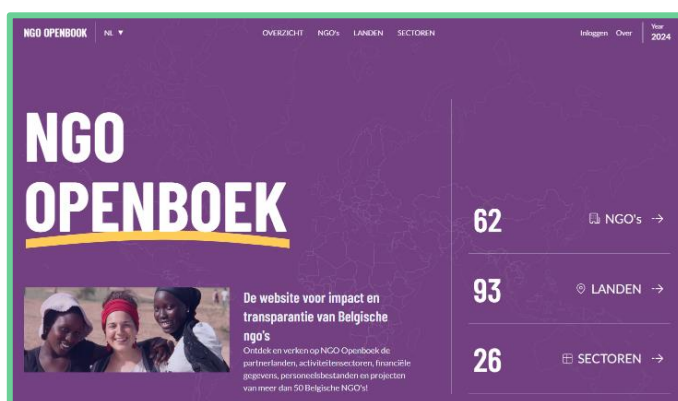 NGO OPENBOOK
NL ▼
OVERZICHT NGO's LANDEN SECTOREN
Inloggen Over
Year
2024
NGO
OPENBOEK
De website voor impact en
transparantie van Belgische
ngo's
Ontdek en verken op NGO Openboek de
partnerlanden, activiteitensectoren, financiële
gegevens, personeelsbestanden en projecten
van meer dan 50 Belgische NGO's!
62 NGO's →
93 LANDEN →
26 SECTOREN →